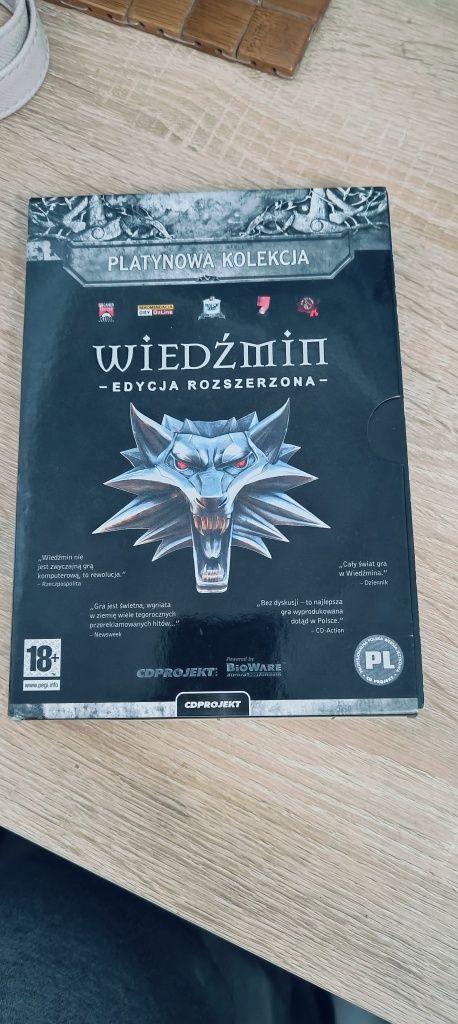 PLATYNOWA KOLEKCJA
WIEDŹMIN
– EDYCJA ROZSZERZONA –
„Wiedźmin nie
jest zwyczajną grą
komputerową, to rewolucja.”
– Rzeczpospolita
„Cały świat gra
w Wiedźmina.”
– Dziennik
„Gra jest świetna, wgniata
w ziemię wiele tegorocznych
przereklamowanych hitów...”
– Newsweek
„Bez dyskusji – to najlepsza
gra wyprodukowana
dotąd w Polsce.”
– CD-Action
18+
www.pegi.info
CDPROJEKT
Powered by
BIOWARE
PL
CDPROJEKT